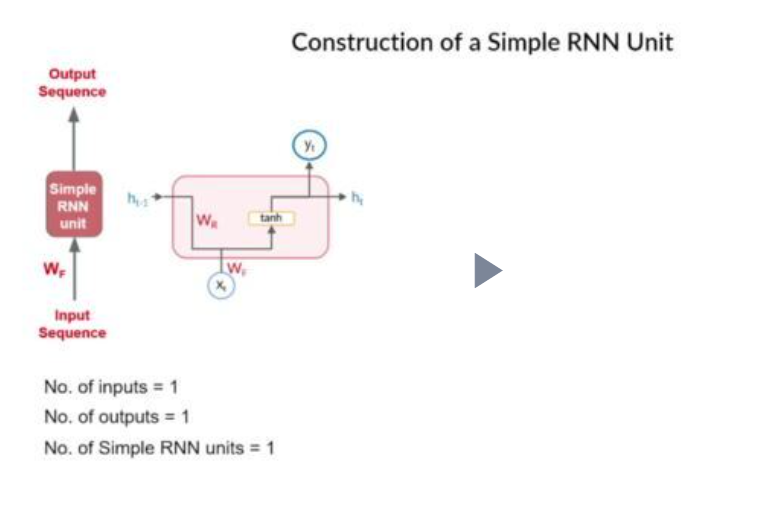 Construction of a Simple RNN Unit
Output
Sequence
Simple
RNN
unit
W_F
Input
Sequence
h_{t-1}
W_R
tanh
y_t
h_t
W_F
x_t
No. of inputs = 1
No. of outputs = 1
No. of Simple RNN units = 1